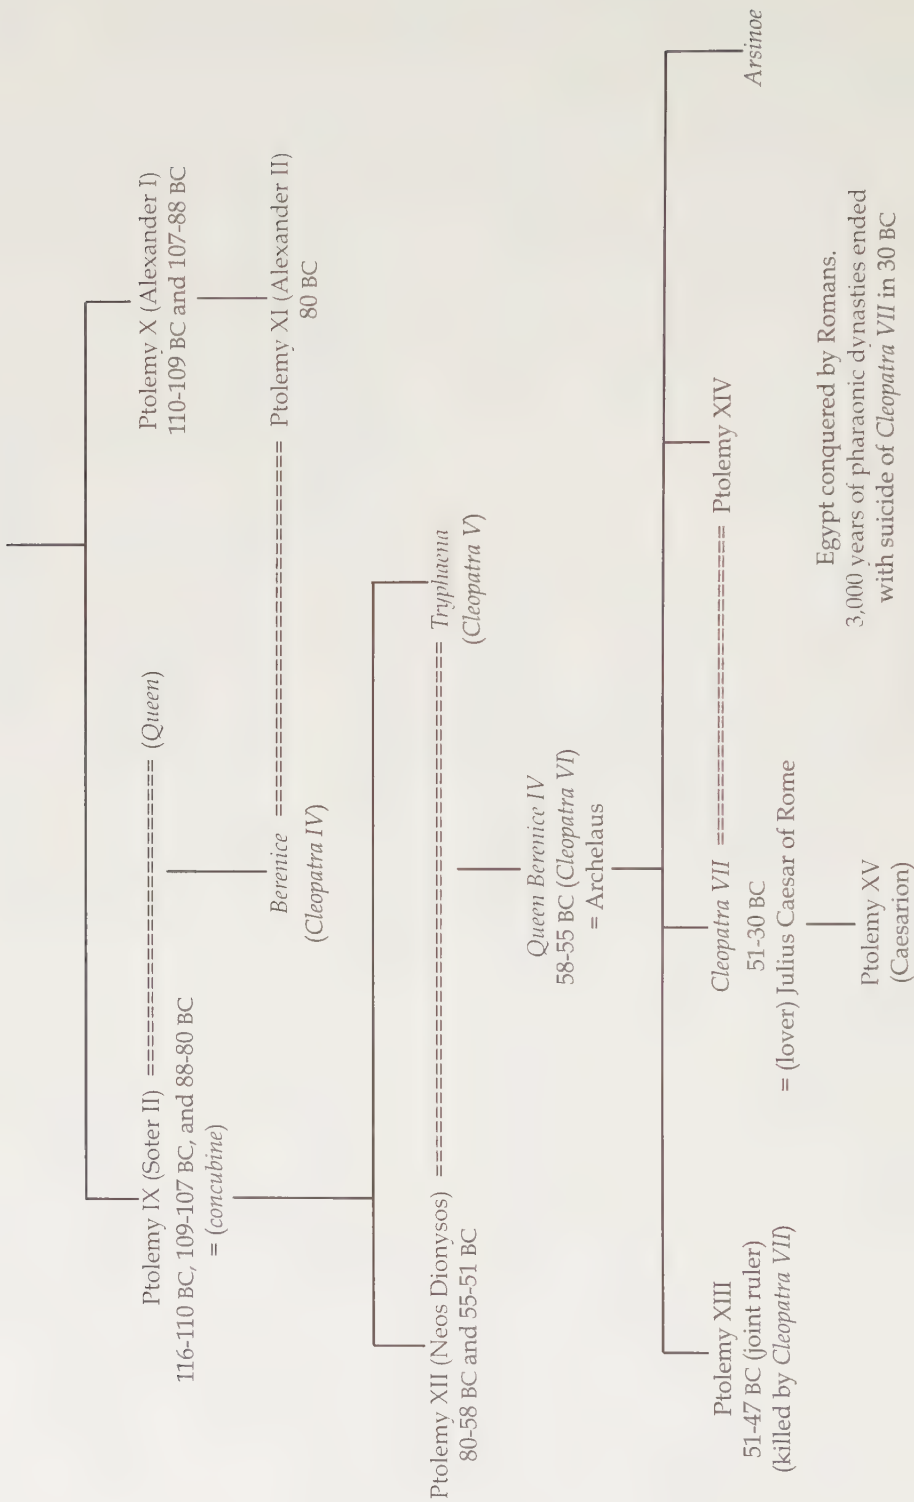 Ptolemy IX (Soter II) ==================== (Queen)
116-110 BC, 109-107 BC, and 88-80 BC
= (concubine)
Ptolemy X (Alexander I)
110-109 BC and 107-88 BC
Berenice ======================== Ptolemy XI (Alexander II)
(Cleopatra IV)
80 BC
Ptolemy XII (Neos Dionysos) ================================== Tryphaena
80-58 BC and 55-51 BC
(Cleopatra V)
Queen Berenice IV
58-55 BC (Cleopatra VI)
= Archelaus
Ptolemy XIII
51-47 BC (joint ruler)
(killed by Cleopatra VII)
Cleopatra VII ==================== Ptolemy XIV
51-30 BC
= (lover) Julius Caesar of Rome
Arsinoe
Ptolemy XV
(Caesarion)
Egypt conquered by Romans.
3,000 years of pharaonic dynasties ended
with suicide of Cleopatra VII in 30 BC